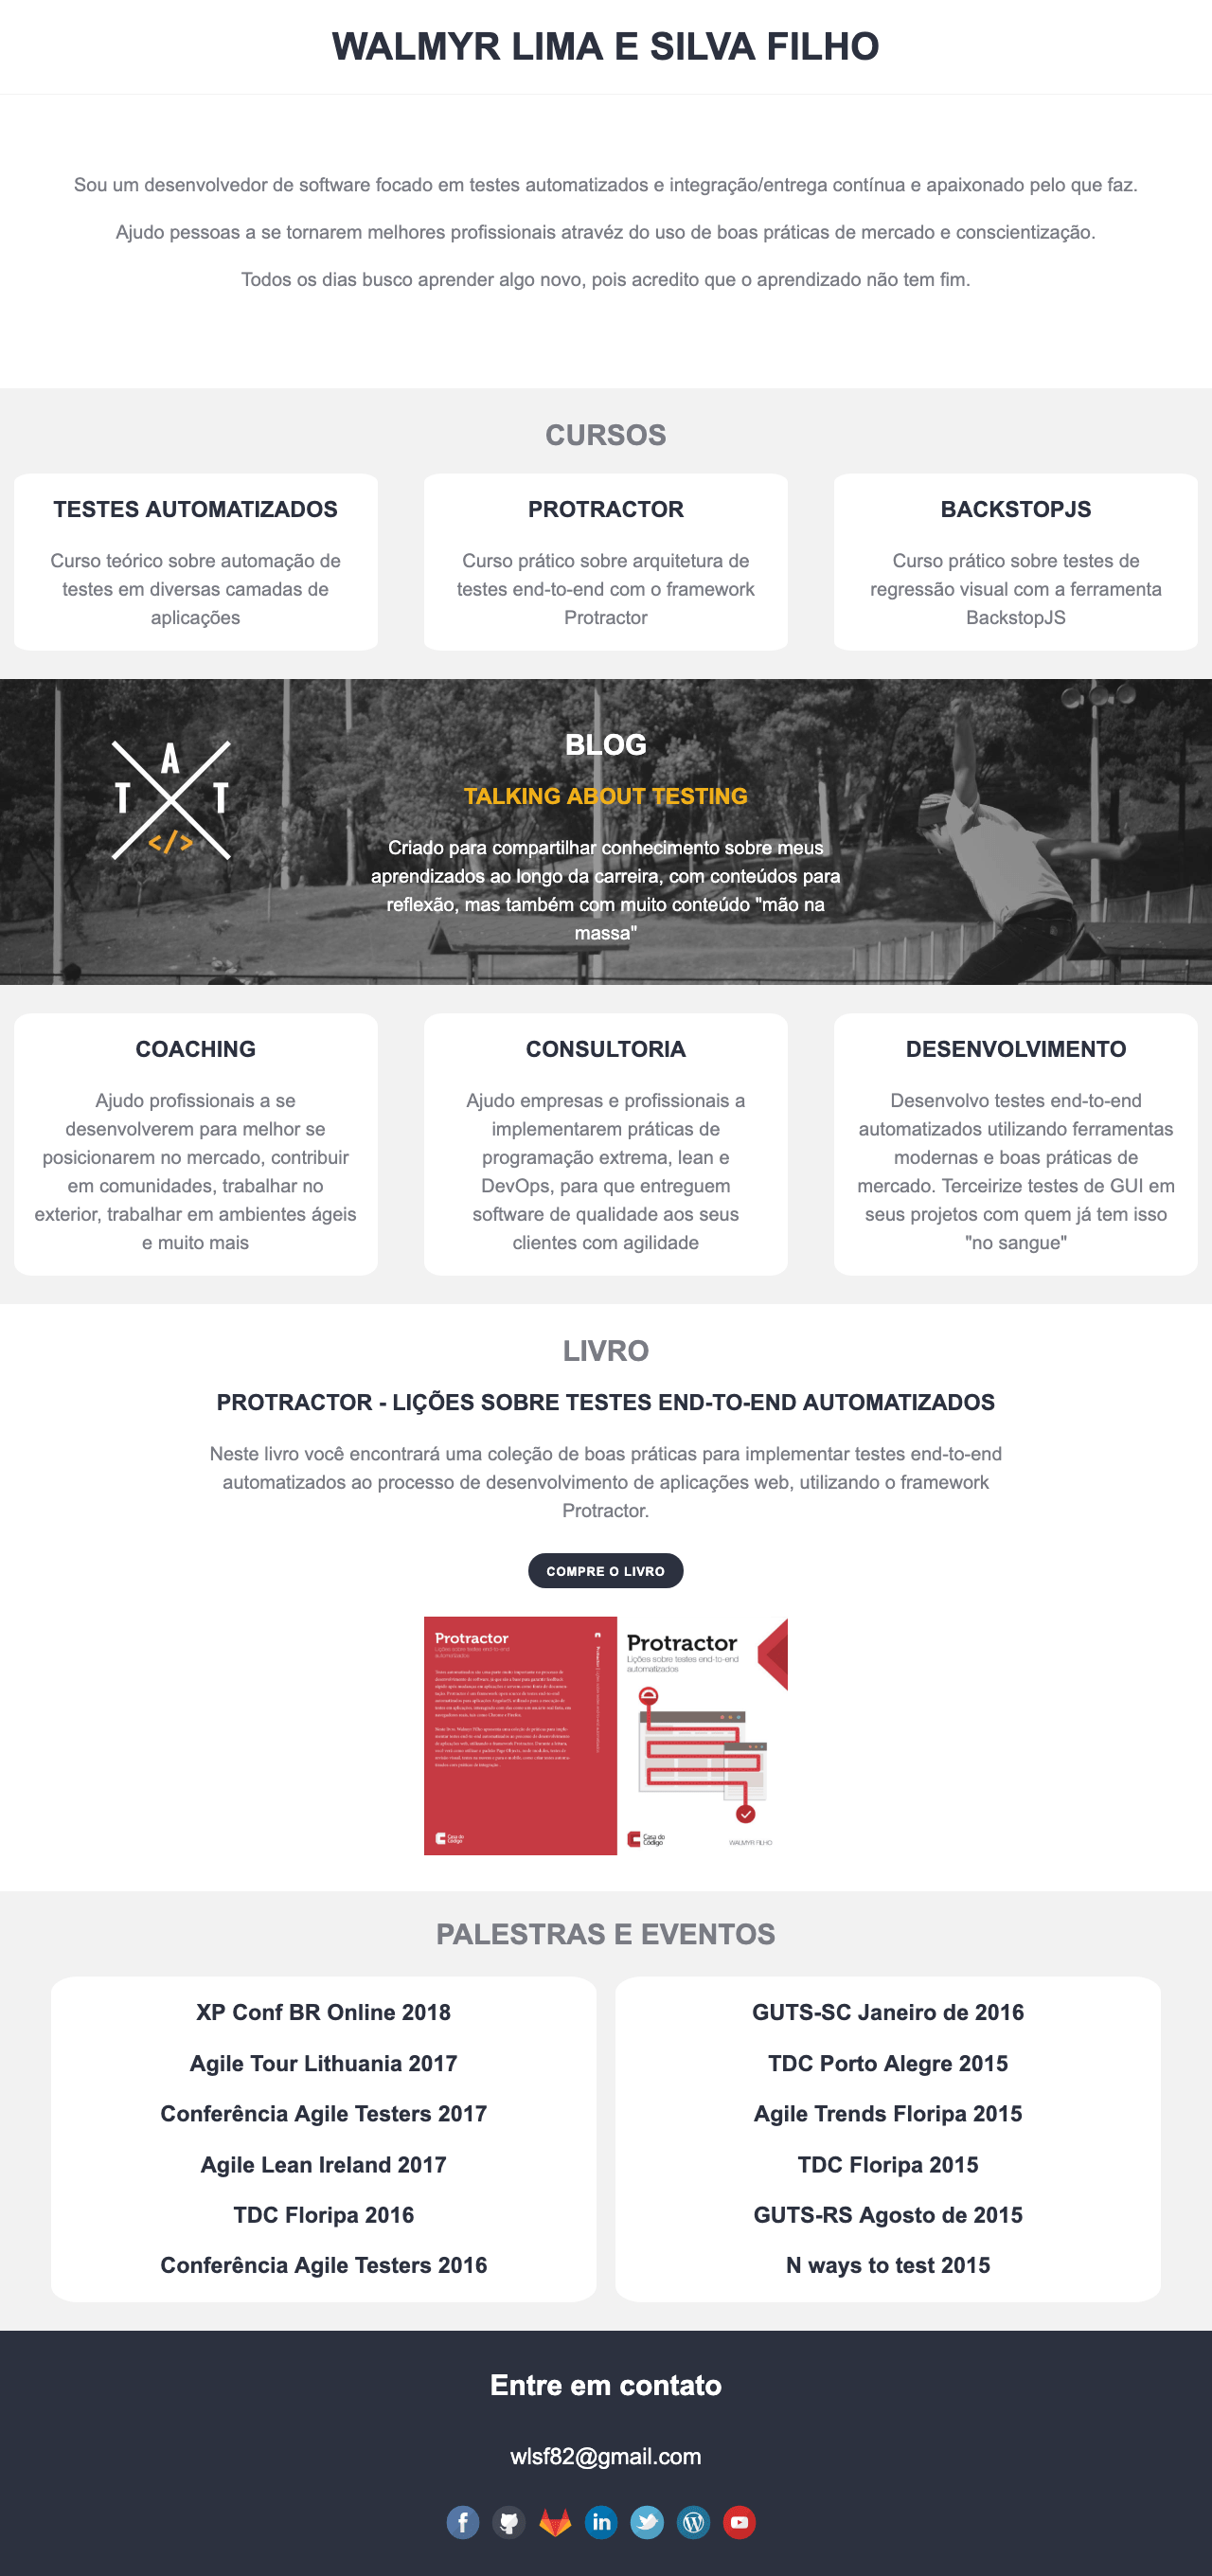 WALMYR LIMA E SILVA FILHO
Sou um desenvolvedor de software focado em testes automatizados e integração/entrega contínua e apaixonado pelo que faz.
Ajudo pessoas a se tornarem melhores profissionais atravéz do uso de boas práticas de mercado e conscientização.
Todos os dias busco aprender algo novo, pois acredito que o aprendizado não tem fim.
CURSOS
TESTES AUTOMATIZADOS
Curso teórico sobre automação de
testes em diversas camadas de
aplicações
PROTRACTOR
Curso prático sobre arquitetura de
testes end-to-end com o framework
Protractor
BACKSTOPJS
Curso prático sobre testes de
regressão visual com a ferramenta
BackstopJS
T A T
</>
BLOG
TALKING ABOUT TESTING
Criado para compartilhar conhecimento sobre meus
aprendizados ao longo da carreira, com conteúdos para
reflexão, mas também com muito conteúdo "mão na
massa"
COACHING
Ajudo profissionais a se
desenvolverem para melhor se
posicionarem no mercado, contribuir
em comunidades, trabalhar no
exterior, trabalhar em ambientes ágeis
e muito mais
CONSULTORIA
Ajudo empresas e profissionais a
implementarem práticas de
programação extrema, lean e
DevOps, para que entreguem
software de qualidade aos seus
clientes com agilidade
DESENVOLVIMENTO
Desenvolvo testes end-to-end
automatizados utilizando ferramentas
modernas e boas práticas de
mercado. Terceirize testes de GUI em
seus projetos com quem já tem isso
"no sangue"
LIVRO
PROTRACTOR - LIÇÕES SOBRE TESTES END-TO-END AUTOMATIZADOS
Neste livro você encontrará uma coleção de boas práticas para implementar testes end-to-end
automatizados ao processo de desenvolvimento de aplicações web, utilizando o framework
Protractor.
COMPRE O LIVRO
Protractor
Lições sobre testes end-to-end
automatizados
Casa do
Código
Protractor
Lições sobre testes end-to-end
automatizados
Casa do
Código
WALMYR FILHO
PALESTRAS E EVENTOS
XP Conf BR Online 2018
Agile Tour Lithuania 2017
Conferência Agile Testers 2017
Agile Lean Ireland 2017
TDC Floripa 2016
Conferência Agile Testers 2016
GUTS-SC Janeiro de 2016
TDC Porto Alegre 2015
Agile Trends Floripa 2015
TDC Floripa 2015
GUTS-RS Agosto de 2015
N ways to test 2015
Entre em contato
wlsf82@gmail.com